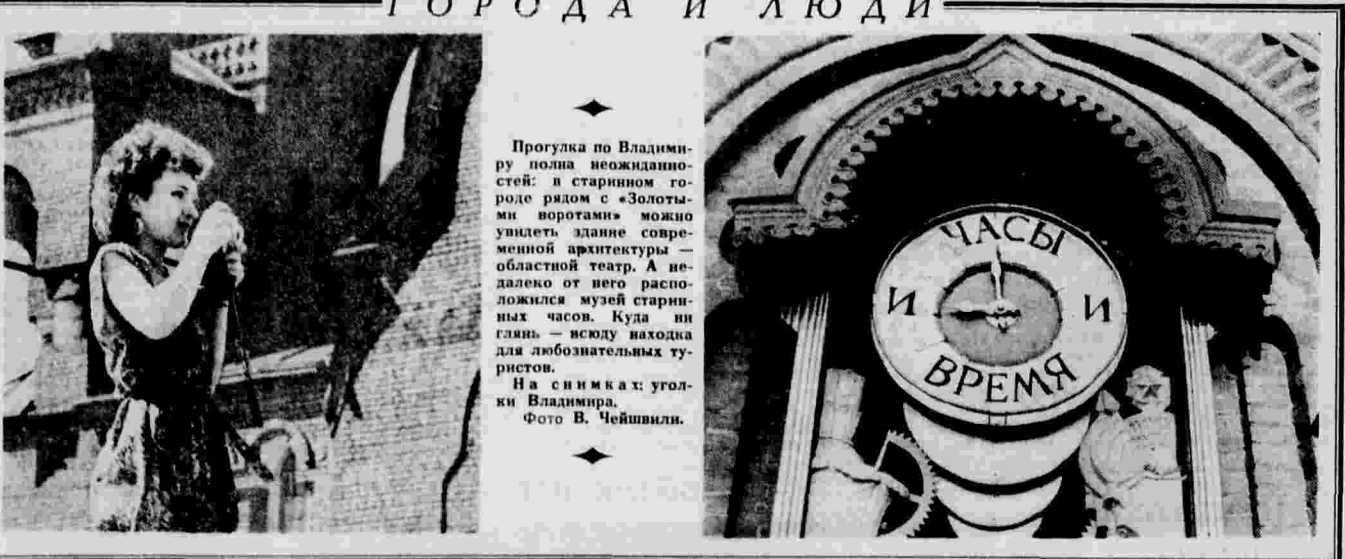 ГОРОДА И ЛЮДИ
Прогулка по Владими-
ру полна неожиданно-
стей: в старинном го-
роде рядом с «Золоты-
ми воротами» можно
увидеть здание совре-
менной архитектуры —
областной театр. А не-
далеко от него распо-
ложился музей старин-
ных часов. Куда ни
глянь — всюду находка
для любознательных ту-
ристов.
На снимках: угол-
ки Владимира.
Фото В. Чейшвили.
ЧАСЫ
И И
ВРЕМЯ